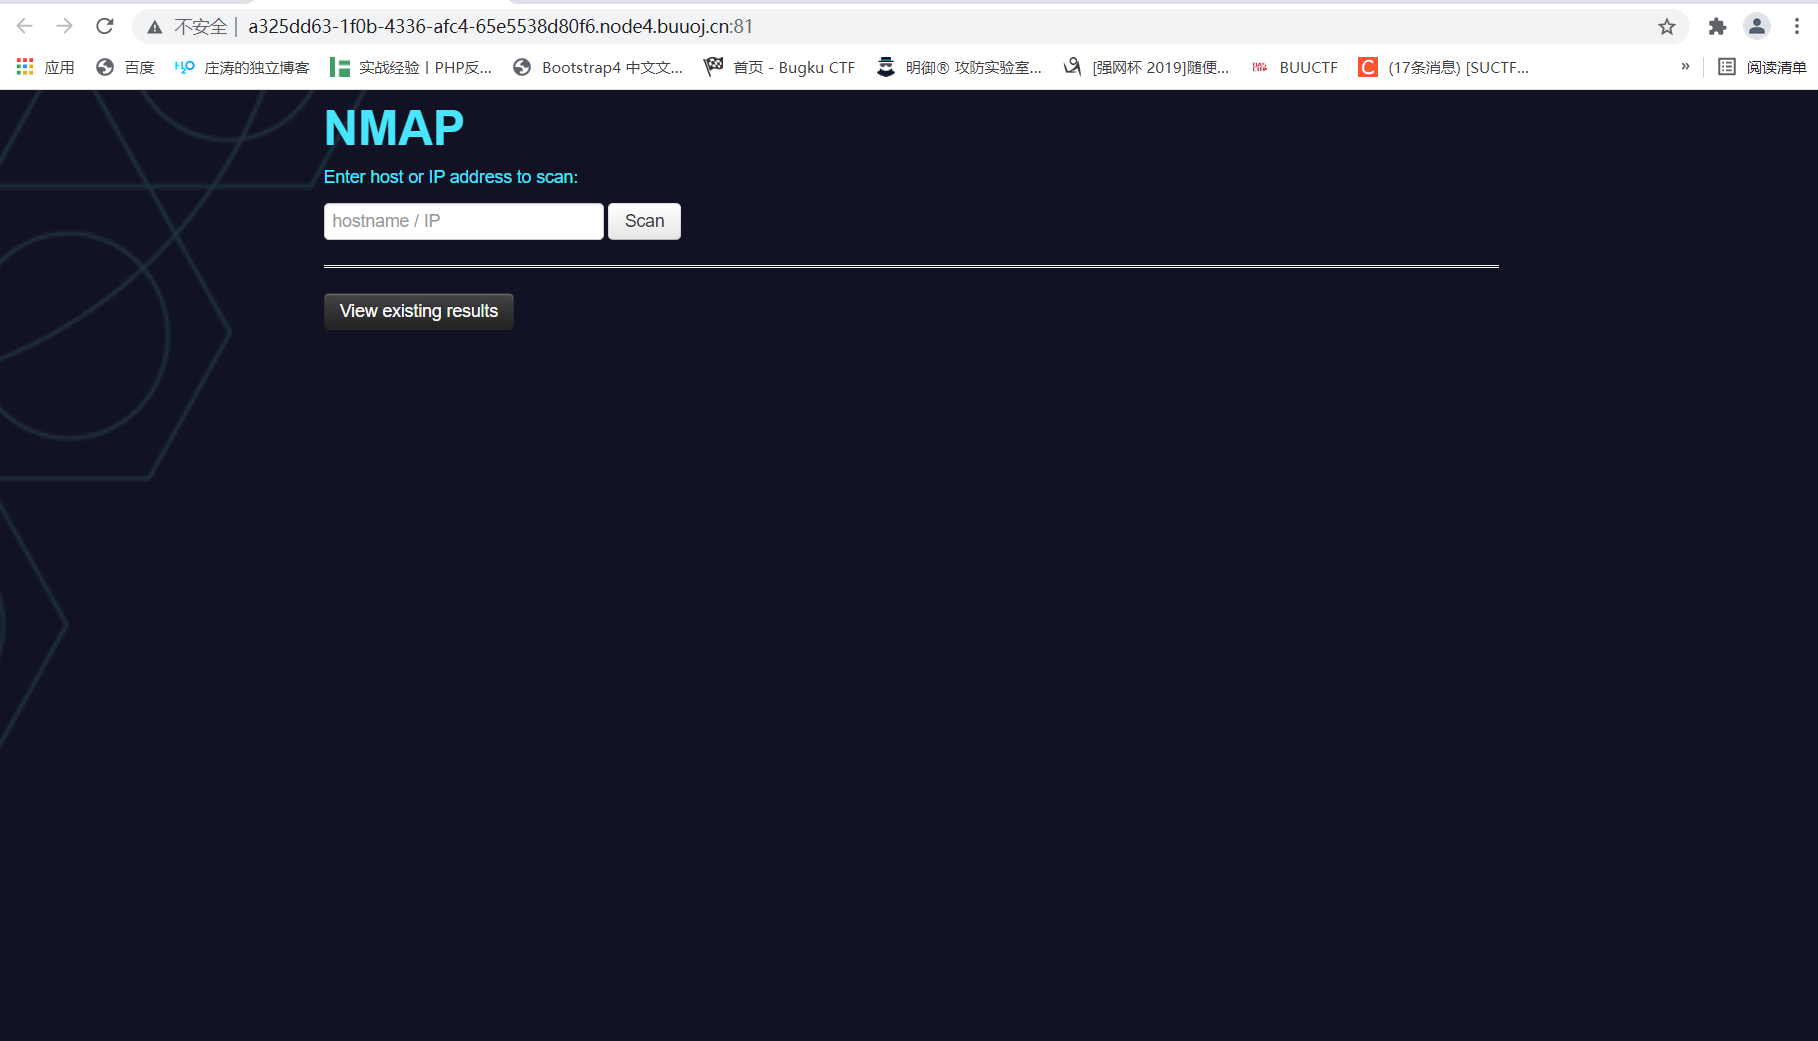 不安全 | a325dd63-1f0b-4336-afc4-65e5538d80f6.node4.buuoj.cn:81
应用 百度 庄涛的独立博客 实战经验丨PHP反... Bootstrap4 中文文... 首页 - Bugku CTF 明御® 攻防实验室... [强网杯 2019]随便... BUUCTF (17条消息) [SUCTF... » 阅读清单
NMAP
Enter host or IP address to scan:
hostname / IP Scan
View existing results